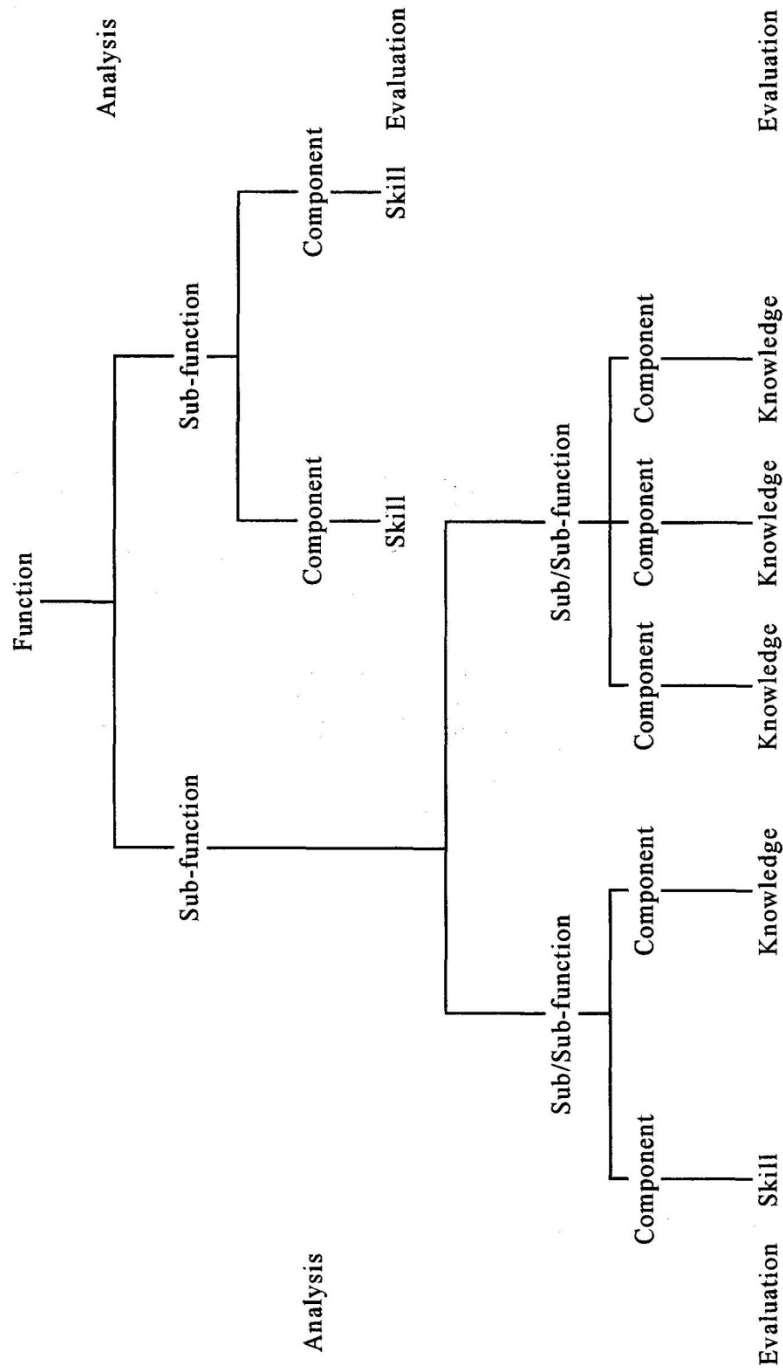 Function
Analysis
Sub-function Sub-function
Analysis Component Component
Skill Skill Evaluation
Sub/Sub-function Sub/Sub-function
Component Component Component Component Component
Evaluation Skill Knowledge Knowledge Knowledge Knowledge Evaluation